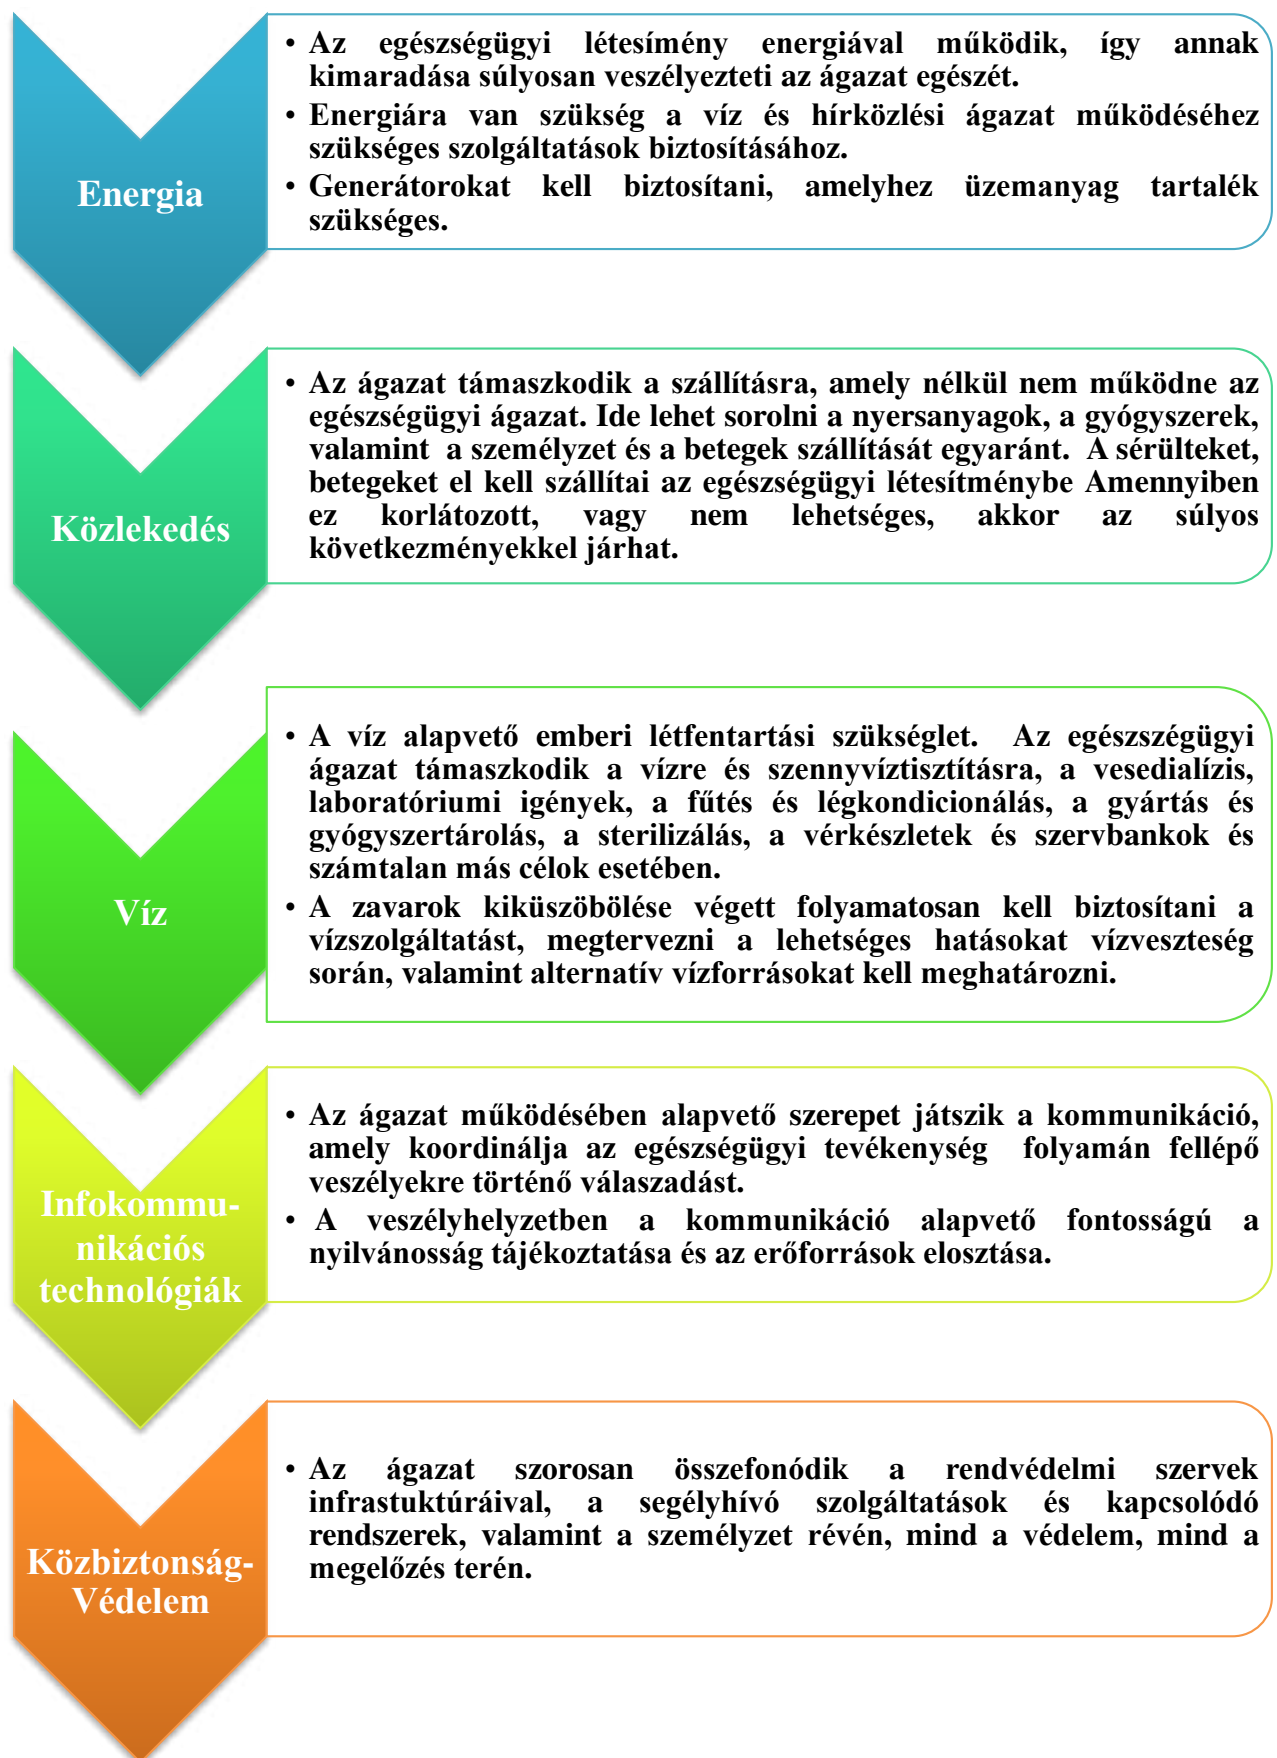 Energia
• Az egészségügyi létesímény energiával működik, így annak
kimaradása súlyosan veszélyezteti az ágazat egészét.
• Energiára van szükség a víz és hírközlési ágazat működéséhez
szükséges szolgáltatások biztosításához.
• Generátorokat kell biztosítani, amelyhez üzemanyag tartalék
szükséges.
Közlekedés
• Az ágazat támaszkodik a szállításra, amely nélkül nem működne az
egészségügyi ágazat. Ide lehet sorolni a nyersanyagok, a gyógyszerek,
valamint a személyzet és a betegek szállítását egyaránt. A sérülteket,
betegeket el kell szállítai az egészségügyi létesítménybe Amennyiben
ez korlátozott, vagy nem lehetséges, akkor az súlyos
következményekkel járhat.
Víz
• A víz alapvető emberi létfentartási szükséglet. Az egészszégügyi
ágazat támaszkodik a vízre és szennyvíztisztításra, a vesedialízis,
laboratóriumi igények, a fűtés és légkondicionálás, a gyártás és
gyógyszertárolás, a sterilizálás, a vérkészletek és szervbankok és
számtalan más célok esetében.
• A zavarok kiküszöbölése végett folyamatosan kell biztosítani a
vízszolgáltatást, megtervezni a lehetséges hatásokat vízveszteség
során, valamint alternatív vízforrásokat kell meghatározni.
Infokommu-
nikációs
technológiák
• Az ágazat működésében alapvető szerepet játszik a kommunikáció,
amely koordinálja az egészségügyi tevékenység folyamán fellépő
veszélyekre történő válaszadást.
• A veszélyhelyzetben a kommunikáció alapvető fontosságú a
nyilvánosság tájékoztatása és az erőforrások elosztása.
Közbiztonság-
Védelem
• Az ágazat szorosan összefonódik a rendvédelmi szervek
infrastuktúráival, a segélyhívó szolgáltatások és kapcsolódó
rendszerek, valamint a személyzet révén, mind a védelem, mind a
megelőzés terén.